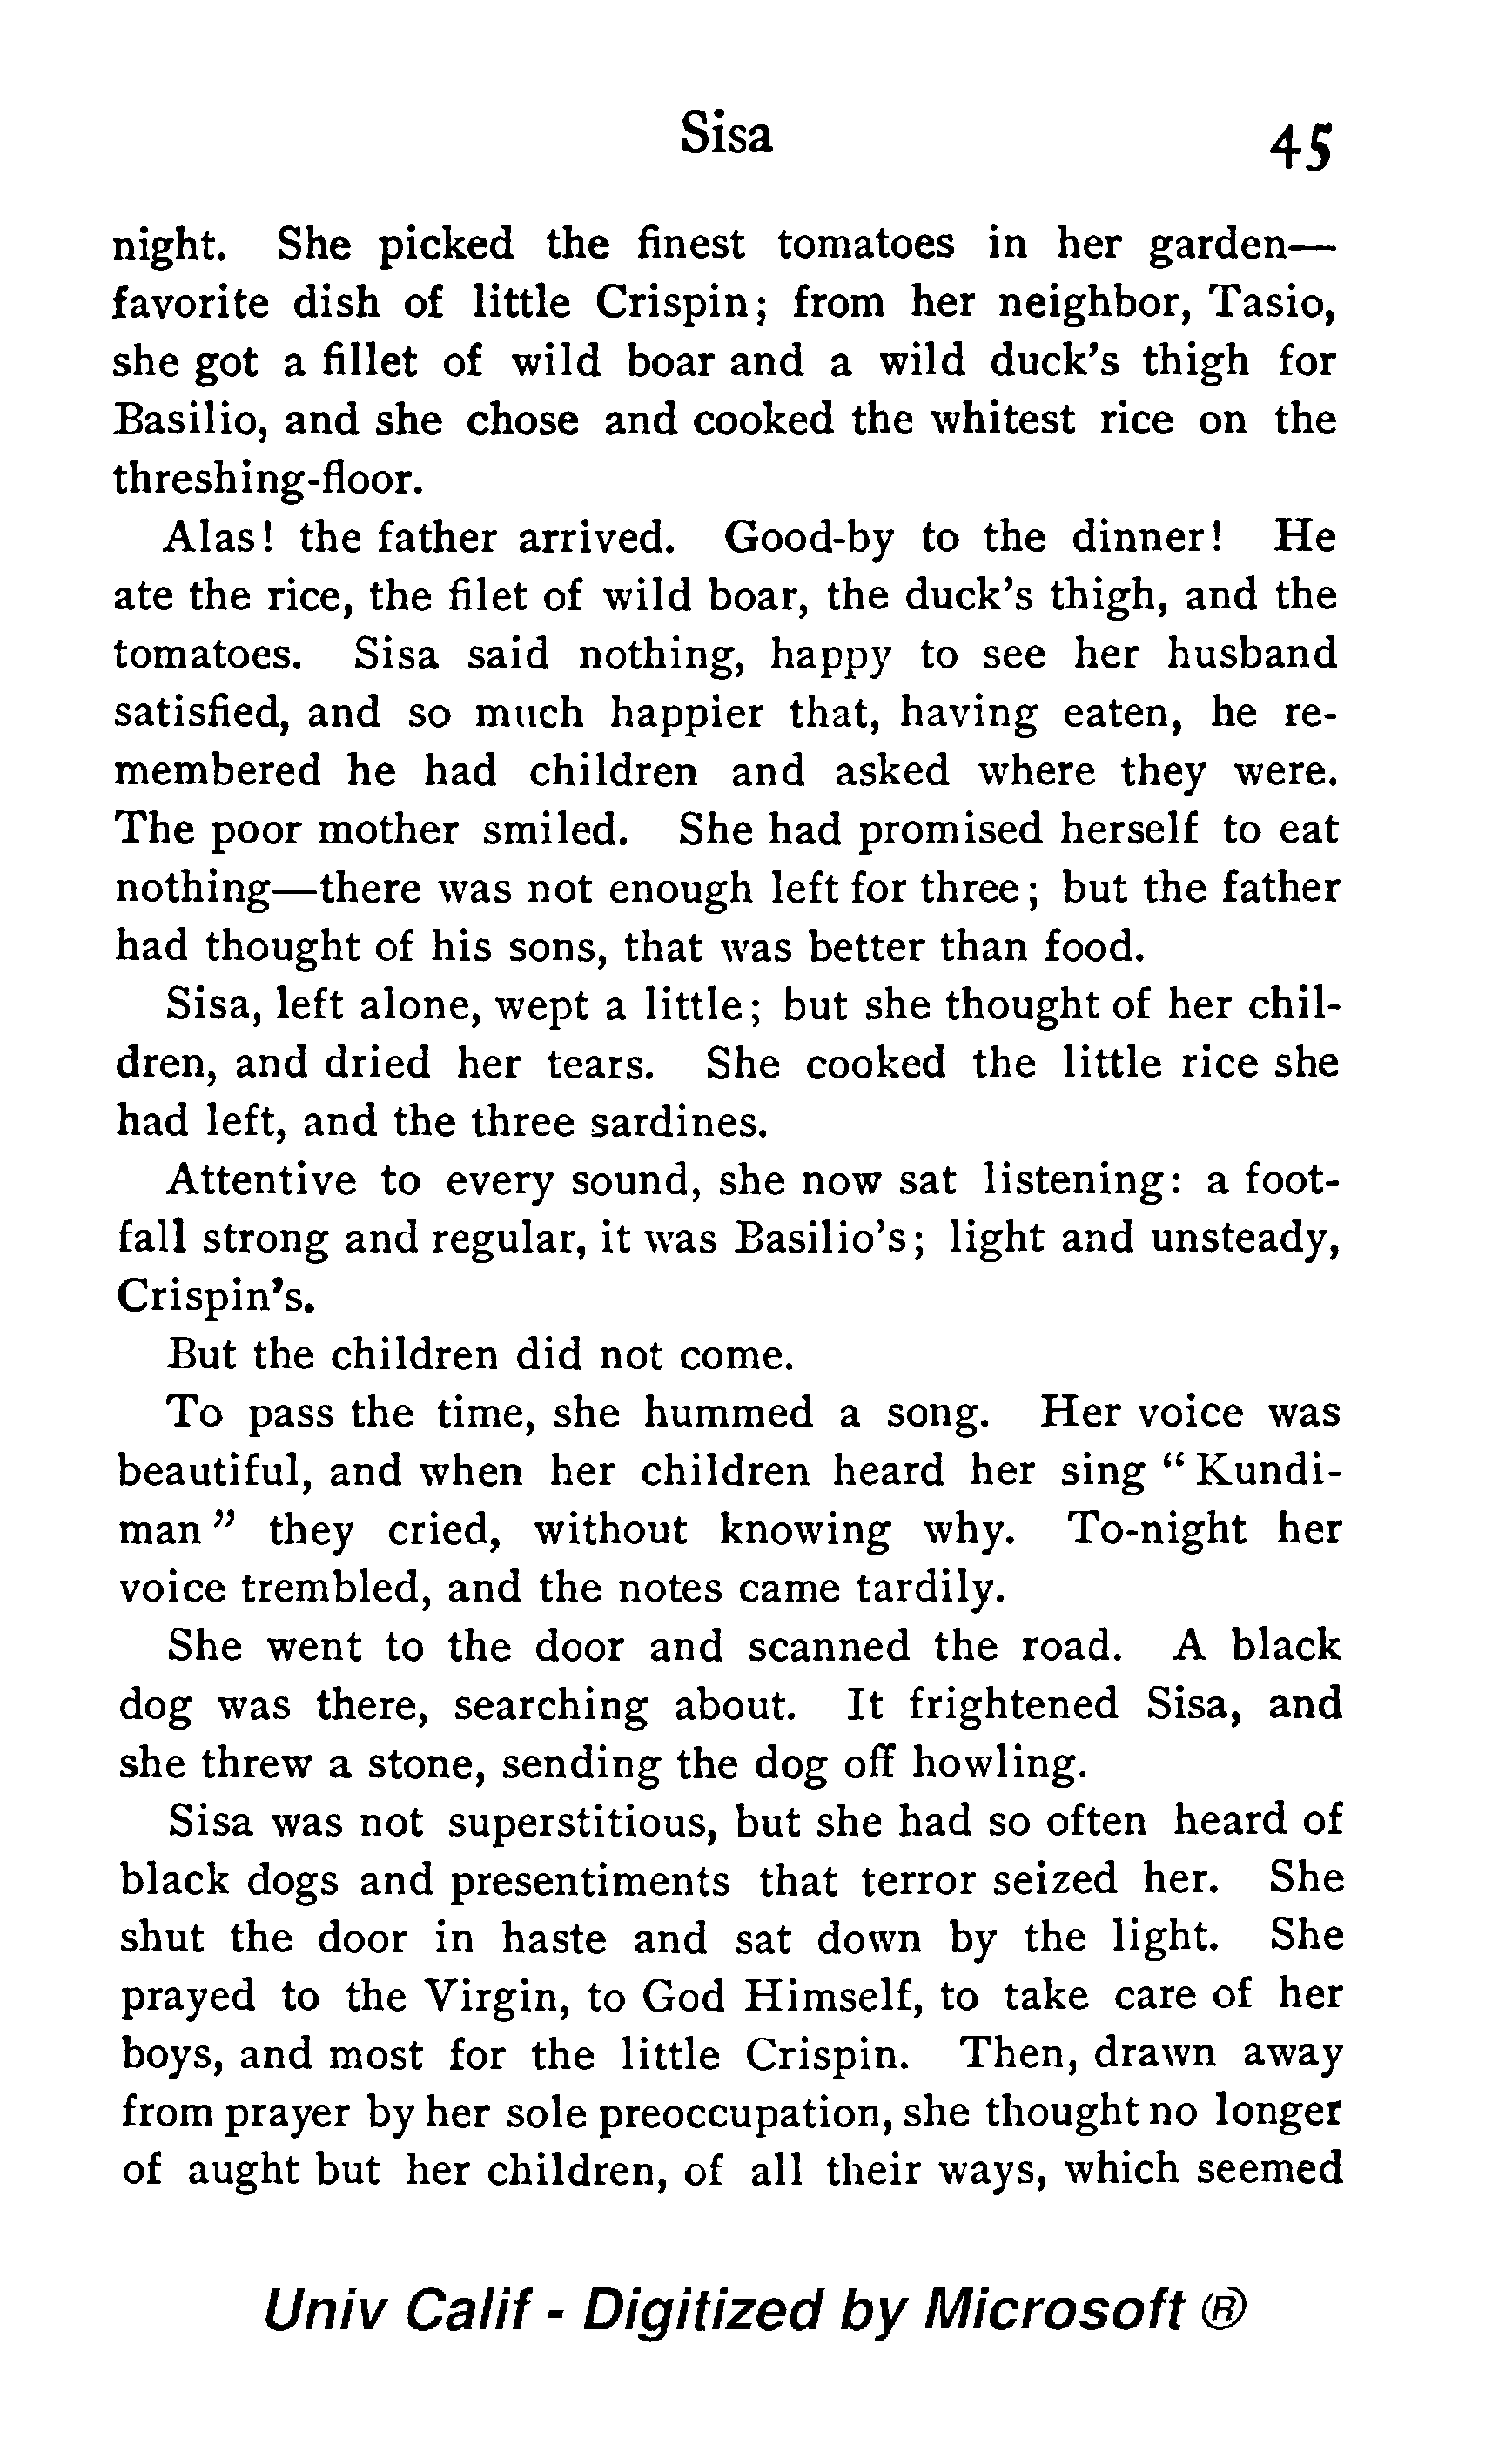 Sisa 45
night. She picked the finest tomatoes in her garden—
favorite dish of little Crispin; from her neighbor, Tasio,
she got a fillet of wild boar and a wild duck's thigh for
Basilio, and she chose and cooked the whitest rice on the
threshing-floor.
Alas! the father arrived. Good-by to the dinner! He
ate the rice, the filet of wild boar, the duck's thigh, and the
tomatoes. Sisa said nothing, happy to see her husband
satisfied, and so much happier that, having eaten, he re-
membered he had children and asked where they were.
The poor mother smiled. She had promised herself to eat
nothing—there was not enough left for three; but the father
had thought of his sons, that was better than food.
Sisa, left alone, wept a little; but she thought of her chil-
dren, and dried her tears. She cooked the little rice she
had left, and the three sardines.
Attentive to every sound, she now sat listening: a foot-
fall strong and regular, it was Basilio's; light and unsteady,
Crispin's.
But the children did not come.
To pass the time, she hummed a song. Her voice was
beautiful, and when her children heard her sing “Kundi-
man” they cried, without knowing why. To-night her
voice trembled, and the notes came tardily.
She went to the door and scanned the road. A black
dog was there, searching about. It frightened Sisa, and
she threw a stone, sending the dog off howling.
Sisa was not superstitious, but she had so often heard of
black dogs and presentiments that terror seized her. She
shut the door in haste and sat down by the light. She
prayed to the Virgin, to God Himself, to take care of her
boys, and most for the little Crispin. Then, drawn away
from prayer by her sole preoccupation, she thought no longer
of aught but her children, of all their ways, which seemed
Univ Calif - Digitized by Microsoft ®